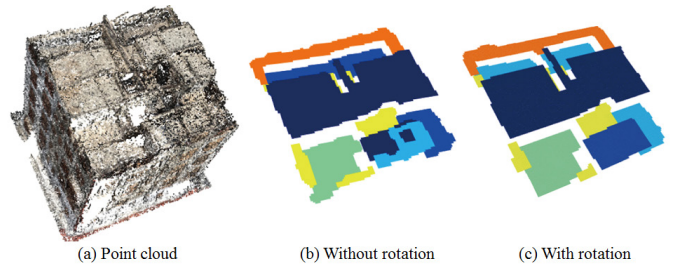 (a) Point cloud
(b) Without rotation
(c) With rotation